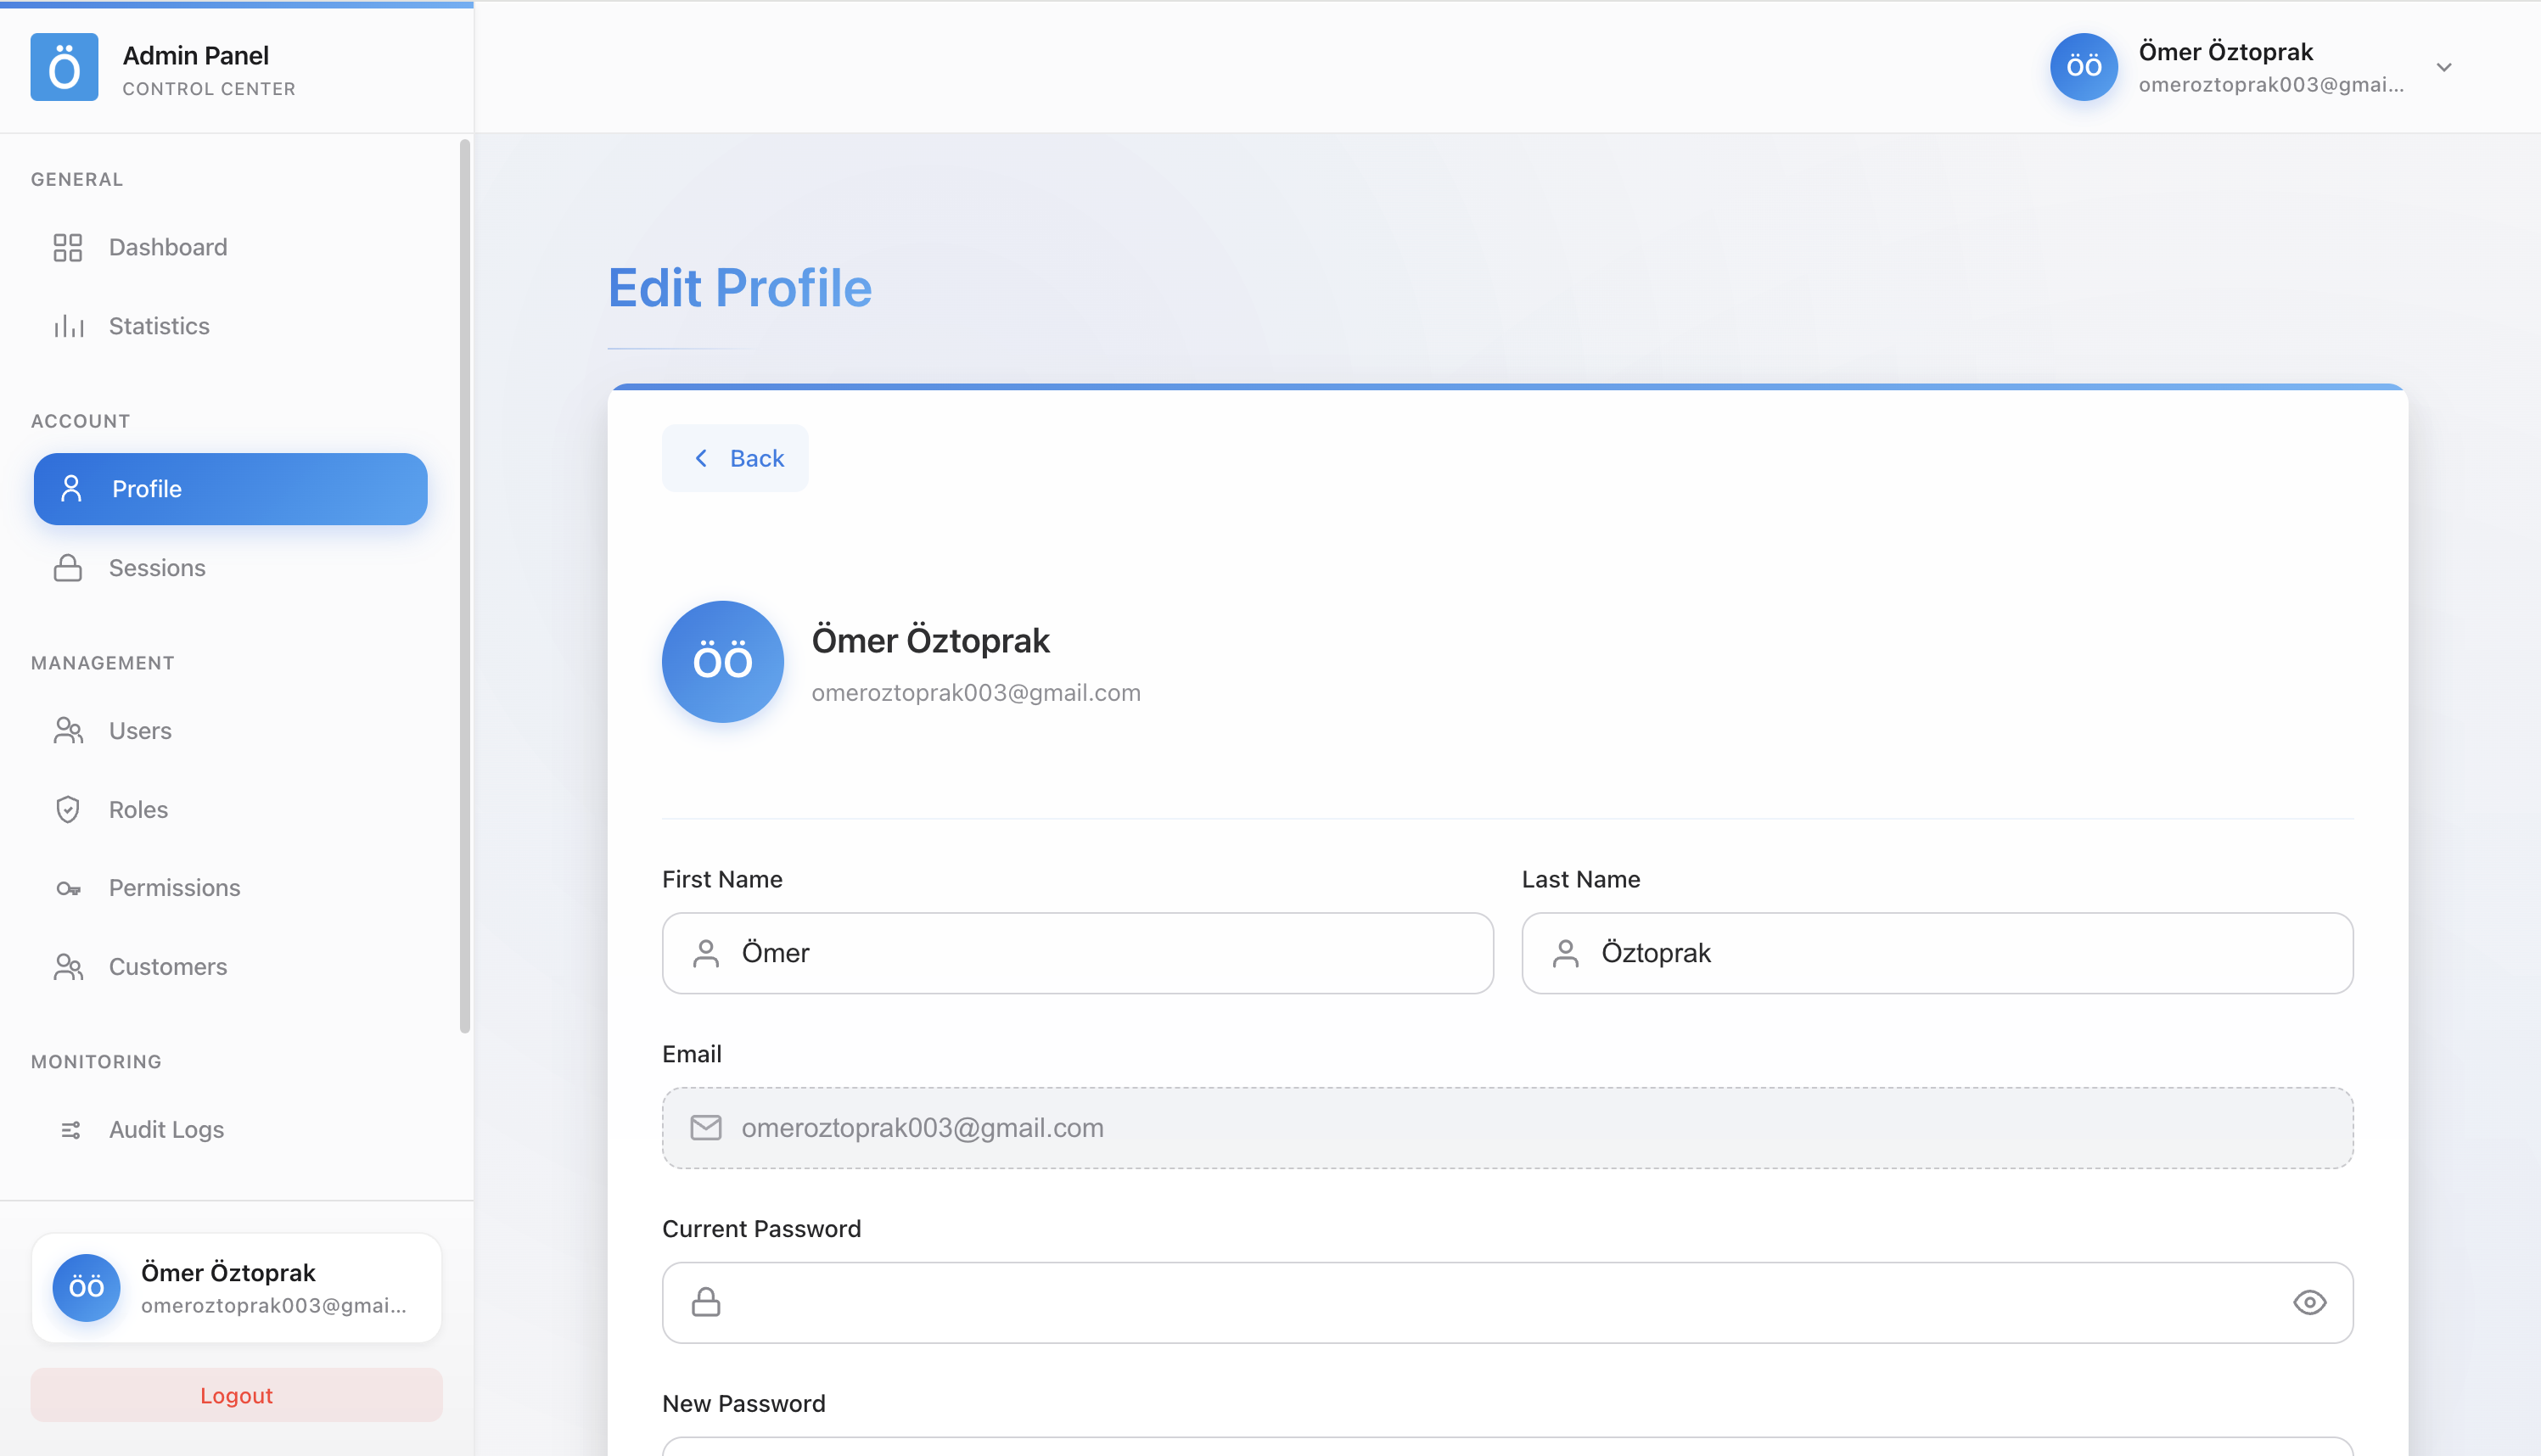 Ö
Admin Panel
CONTROL CENTER
ÖÖ
Ömer Öztoprak
omeroztoprak003@gmai...
GENERAL
Dashboard
Statistics
ACCOUNT
Profile
Sessions
MANAGEMENT
Users
Roles
Permissions
Customers
MONITORING
Audit Logs
ÖÖ
Ömer Öztoprak
omeroztoprak003@gmai...
Logout
Edit Profile
Back
ÖÖ
Ömer Öztoprak
omeroztoprak003@gmail.com
First Name
Last Name
Ömer
Öztoprak
Email
omeroztoprak003@gmail.com
Current Password
New Password